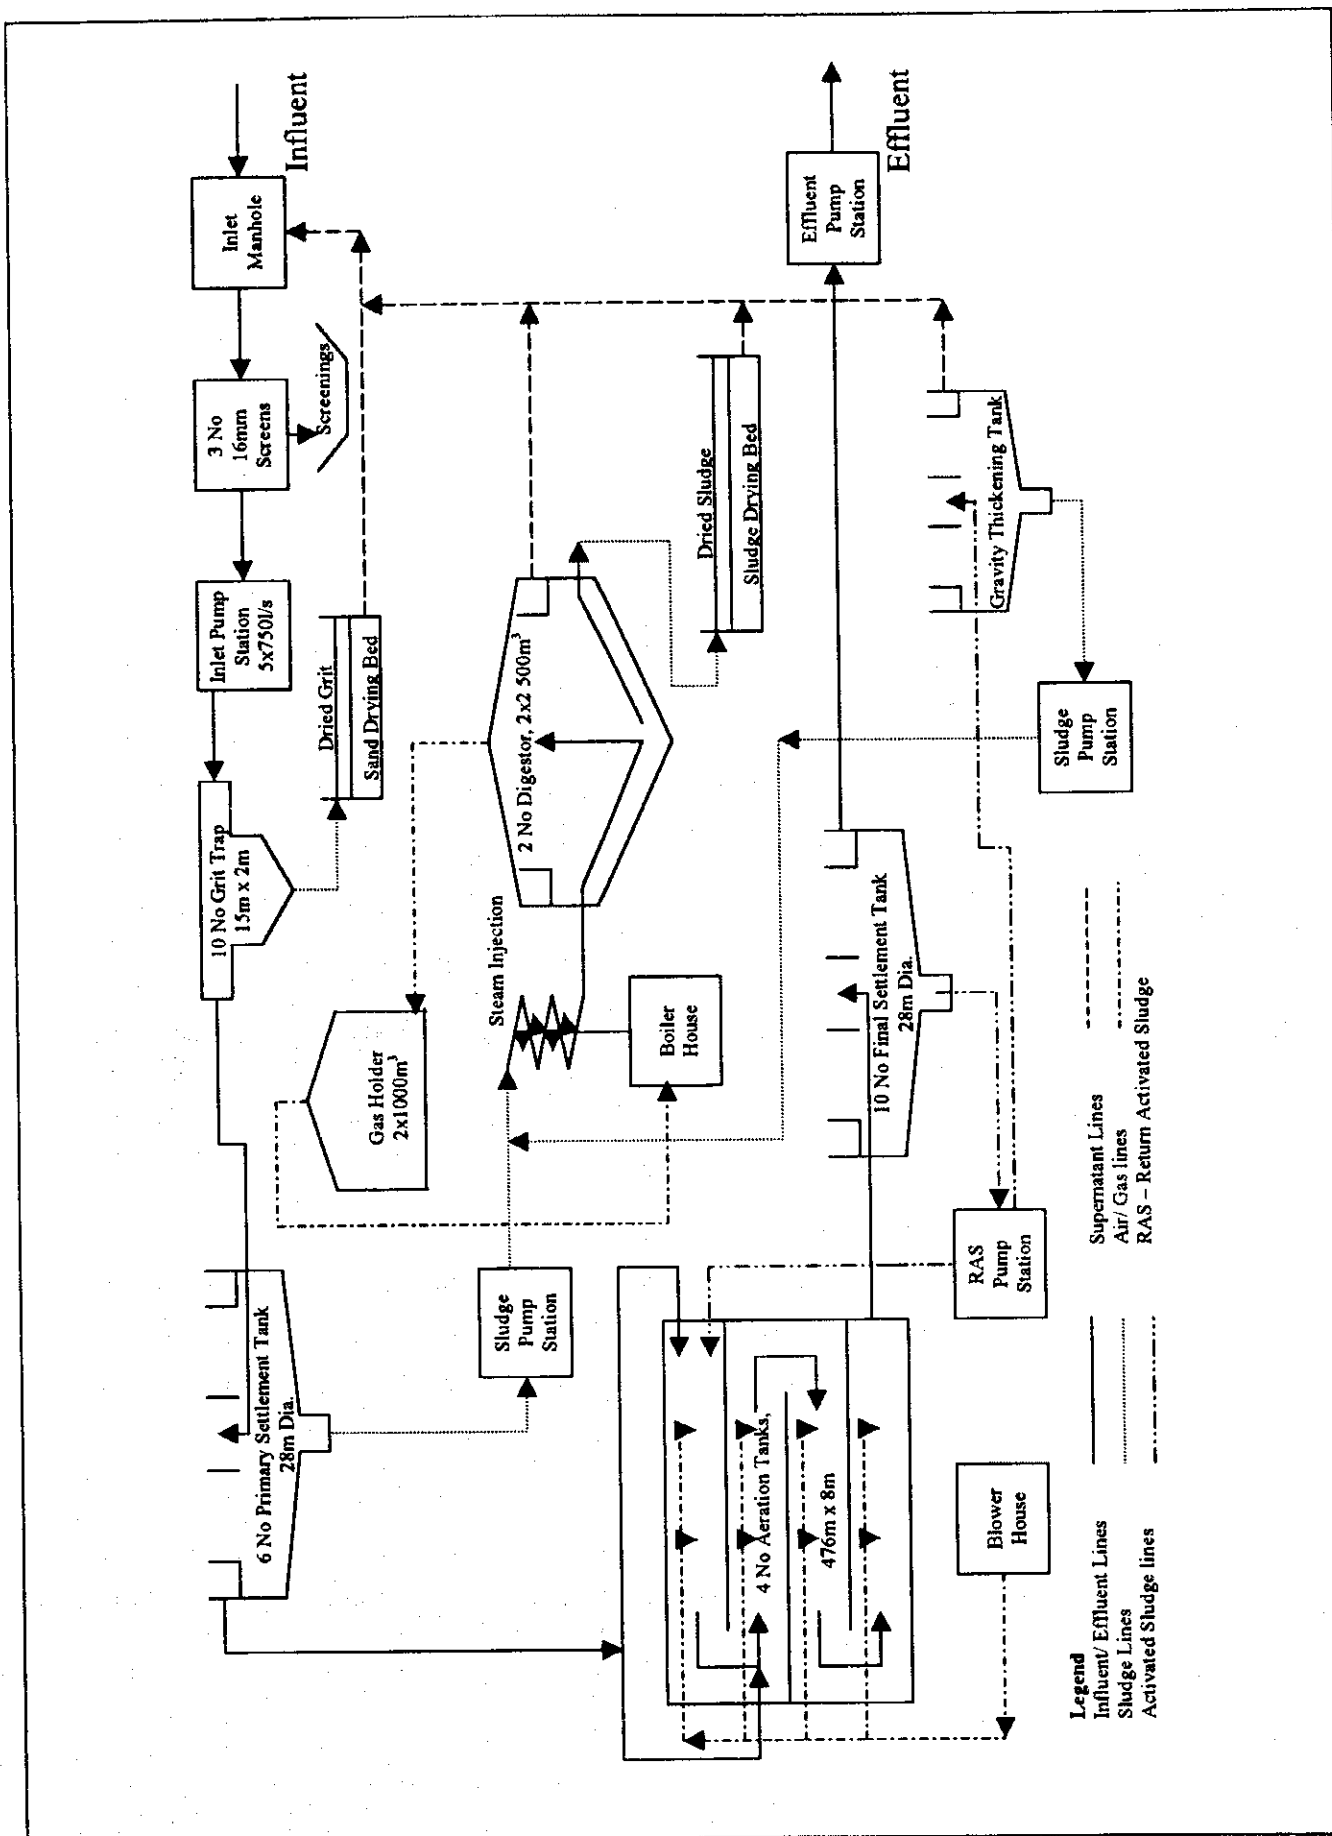 Influent
Inlet
Manhole
3 No
16mm
Screens
Screenings
Inlet Pump
Station
5x750l/s
10 No Grit Trap
15m x 2m
Dried Grit
Sand Drying Bed
6 No Primary Settlement Tank
28m Dia.
Gas Holder
2x1000m³
Steam Injection
2 No Digestor, 2x2 500m³
Dried Sludge
Sludge Drying Bed
Sludge
Pump
Station
Boiler
House
Effluent
Pump
Station
Effluent
4 No Aeration Tanks,
476m x 8m
10 No Final Settlement Tank
28m Dia.
Gravity Thickening Tank
RAS
Pump
Station
Sludge
Pump
Station
Blower
House
Legend
Influent/ Effluent Lines
Sludge Lines
Activated Sludge lines
Supernatant Lines
Air/ Gas lines
RAS – Return Activated Sludge